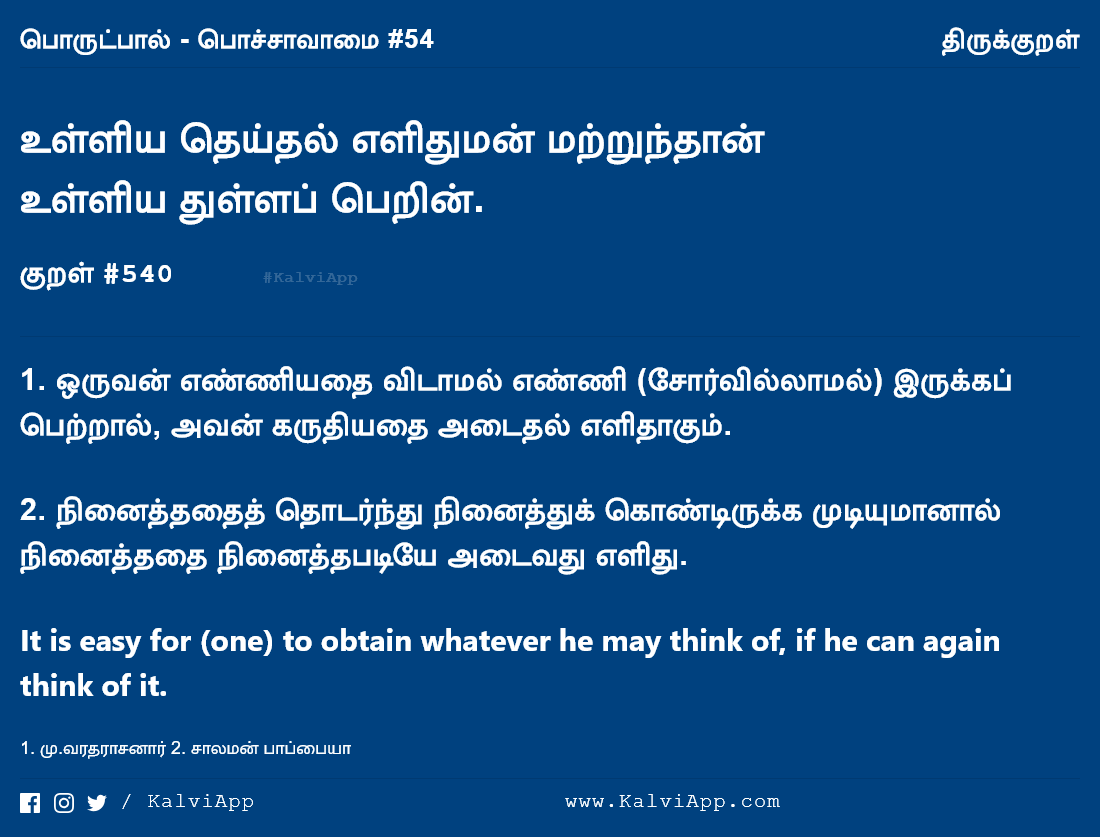 பொருட்பால் - பொச்சாவாமை #54 திருக்குறள்
உள்ளிய தெய்தல் எளிதுமன் மற்றுந்தான்
உள்ளிய துள்ளப் பெறின்.
குறள் #540 #KalviApp
1. ஒருவன் எண்ணியதை விடாமல் எண்ணி (சோர்வில்லாமல்) இருக்கப்
பெற்றால், அவன் கருதியதை அடைதல் எளிதாகும்.
2. நினைத்ததைத் தொடர்ந்து நினைத்துக் கொண்டிருக்க முடியுமானால்
நினைத்ததை நினைத்தபடியே அடைவது எளிது.
It is easy for (one) to obtain whatever he may think of, if he can again
think of it.
1. மு.வரதராசனார் 2. சாலமன் பாப்பையா
/ KalviApp www.KalviApp.com